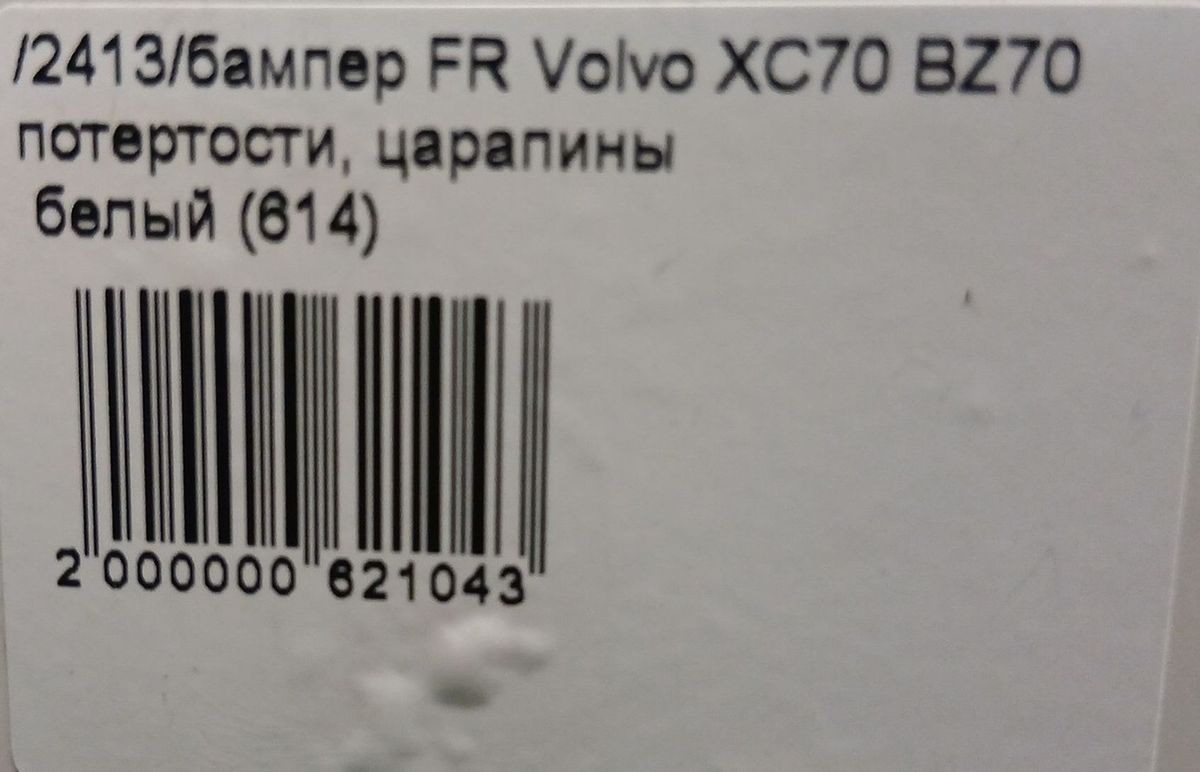 /2413/бампер FR Volvo XC70 BZ70
потертости, царапины
белый (614)
2 000000 621043